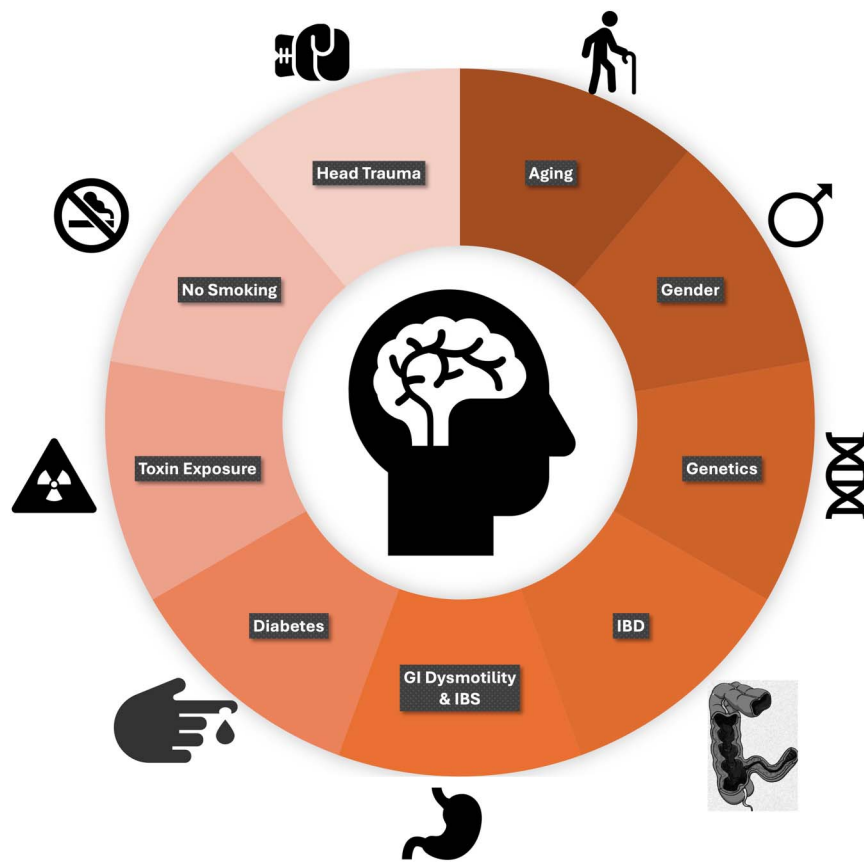 Head Trauma
Aging
No Smoking
Gender
Toxin Exposure
Genetics
Diabetes
IBD
GI Dysmotility
& IBS